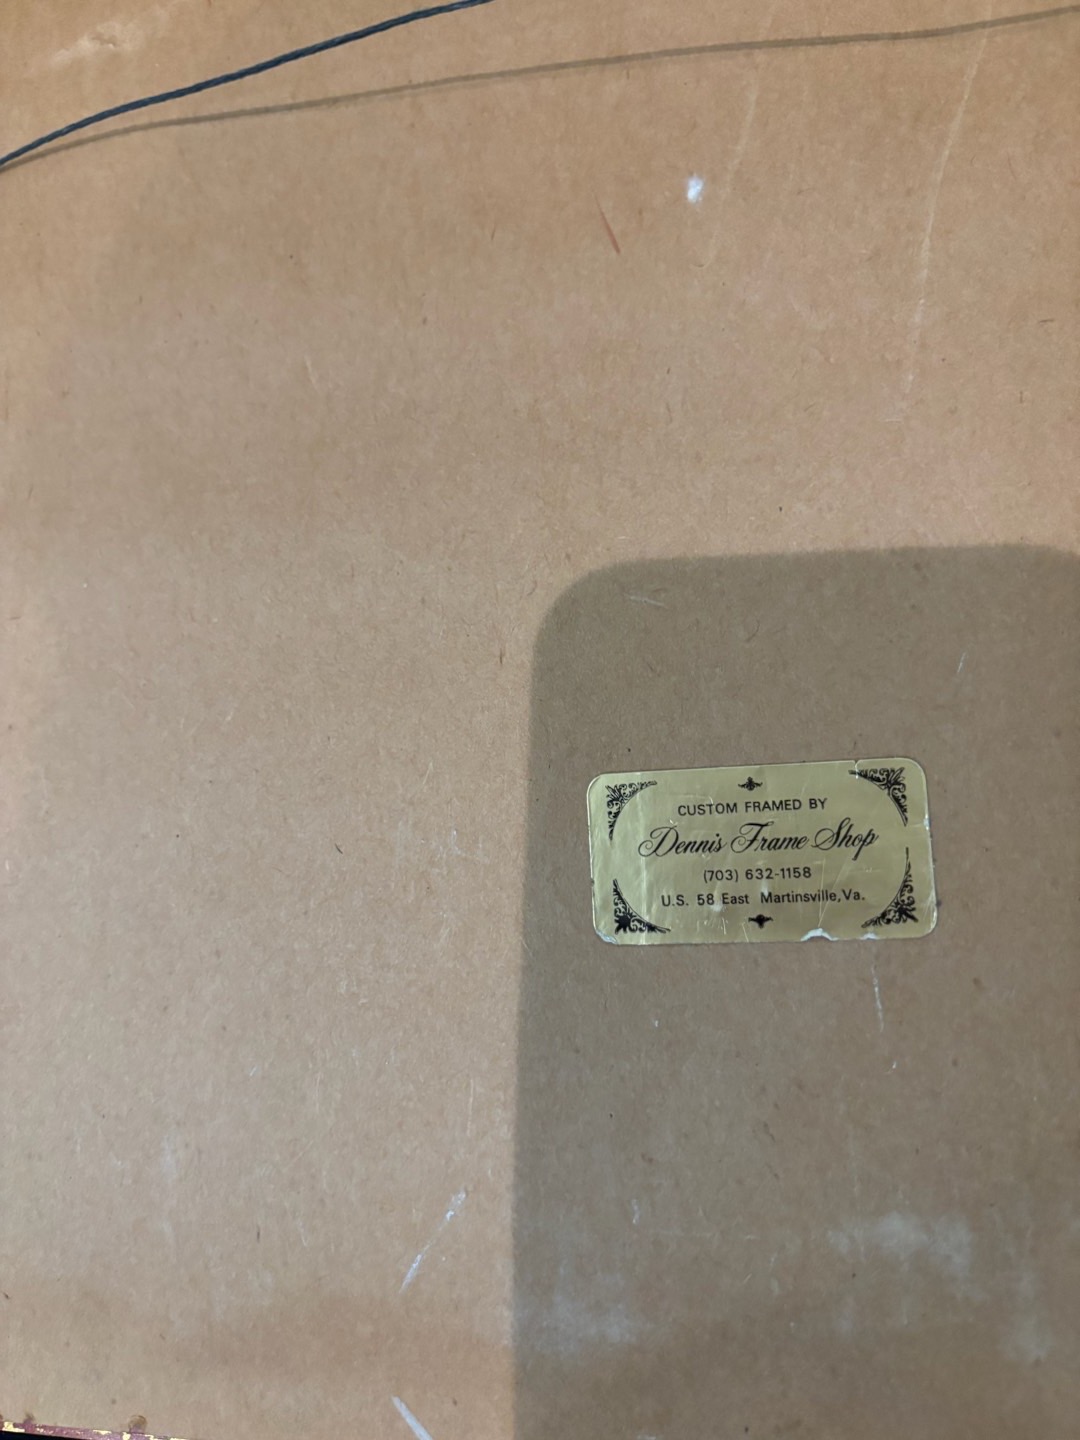 CUSTOM FRAMED BY
Dennis Frame Shop
(703) 632-1158
U.S. 58 East Martinsville, Va.